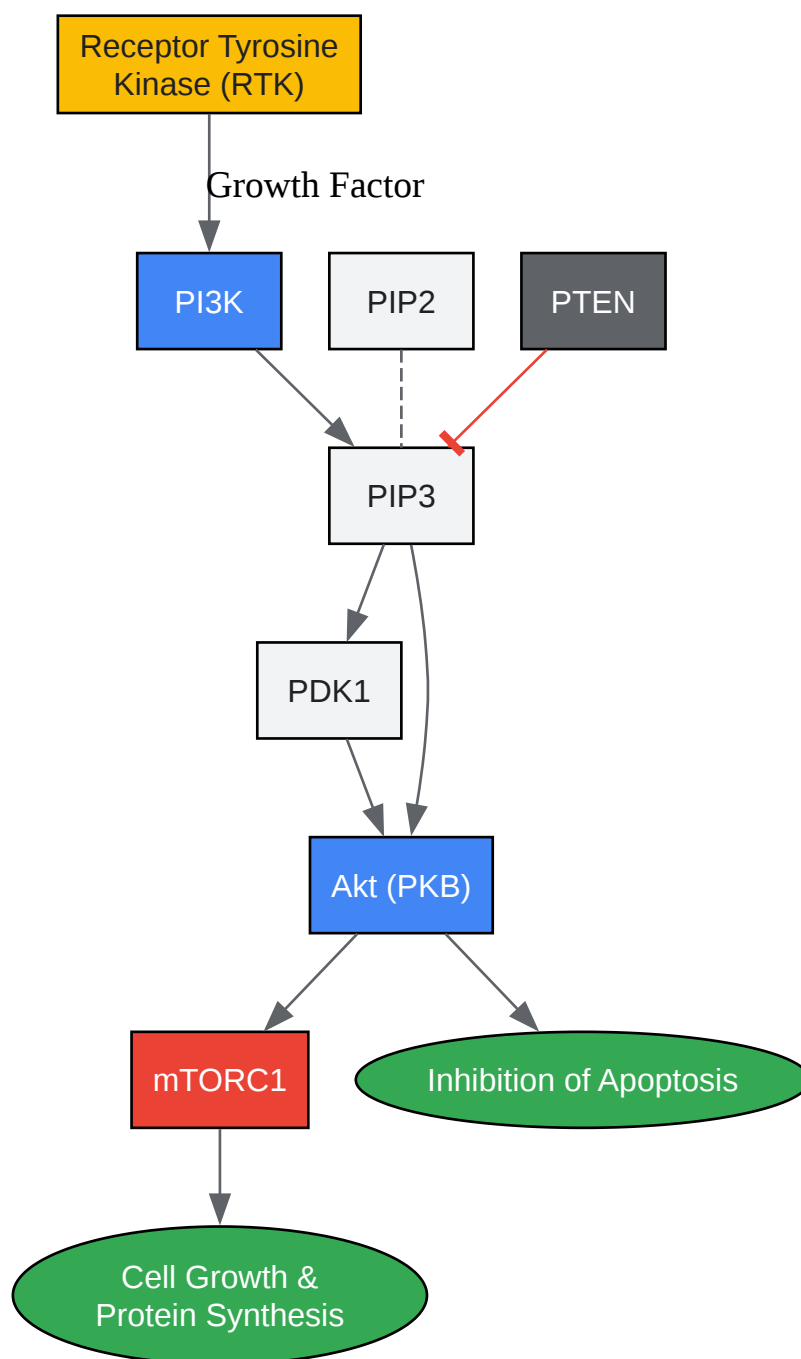 Receptor Tyrosine
Kinase (RTK)
Growth Factor
PI3K
PIP2
PTEN
PIP3
PDK1
Akt (PKB)
mTORC1
Inhibition of Apoptosis
Cell Growth &
Protein Synthesis